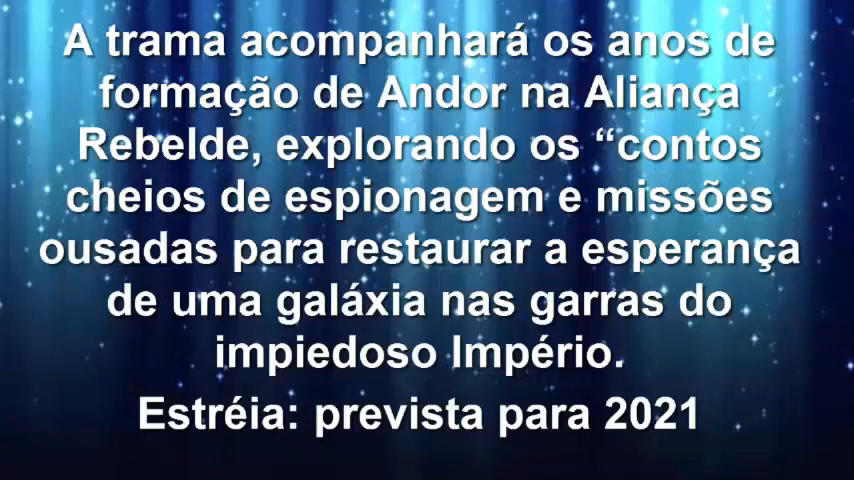 A trama acompanhará os anos de
formação de Andor na Aliança
Rebelde, explorando os “contos
cheios de espionagem e missões
ousadas para restaurar a esperança
de uma galáxia nas garras do
impiedoso Império.
Estréia: prevista para 2021